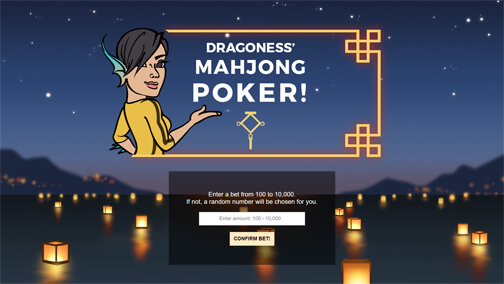 DRAGONESS'
MAHJONG
POKER!
Enter a bet from 100 to 10,000.
If not, a random number will be chosen for you.
Enter amount: 100 - 10,000
CONFIRM BET!